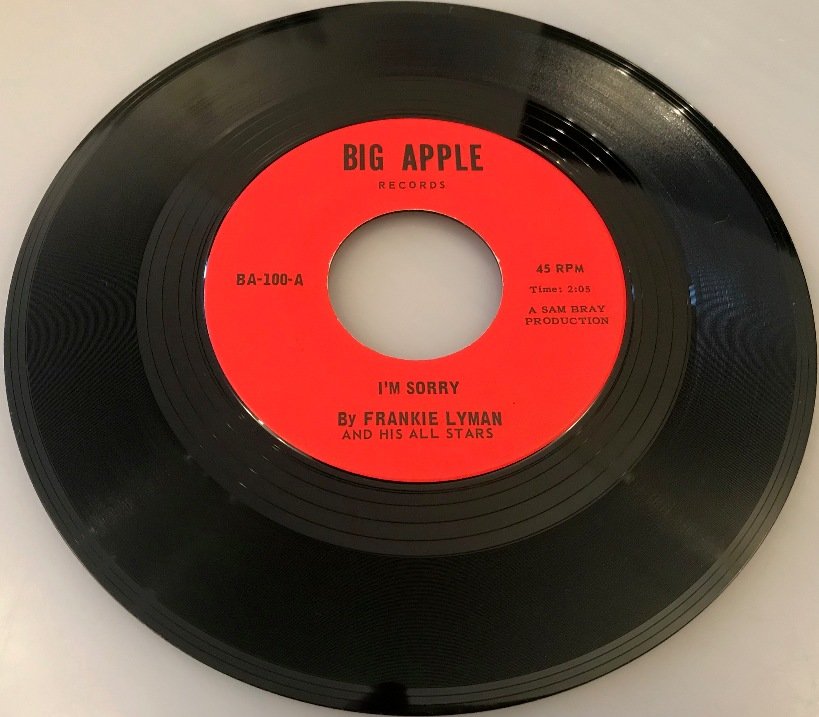 BIG APPLE
RECORDS
BA-100-A
45 RPM
Time: 2:05
A SAM BRAY
PRODUCTION
I'M SORRY
By FRANKIE LYMAN
AND HIS ALL STARS